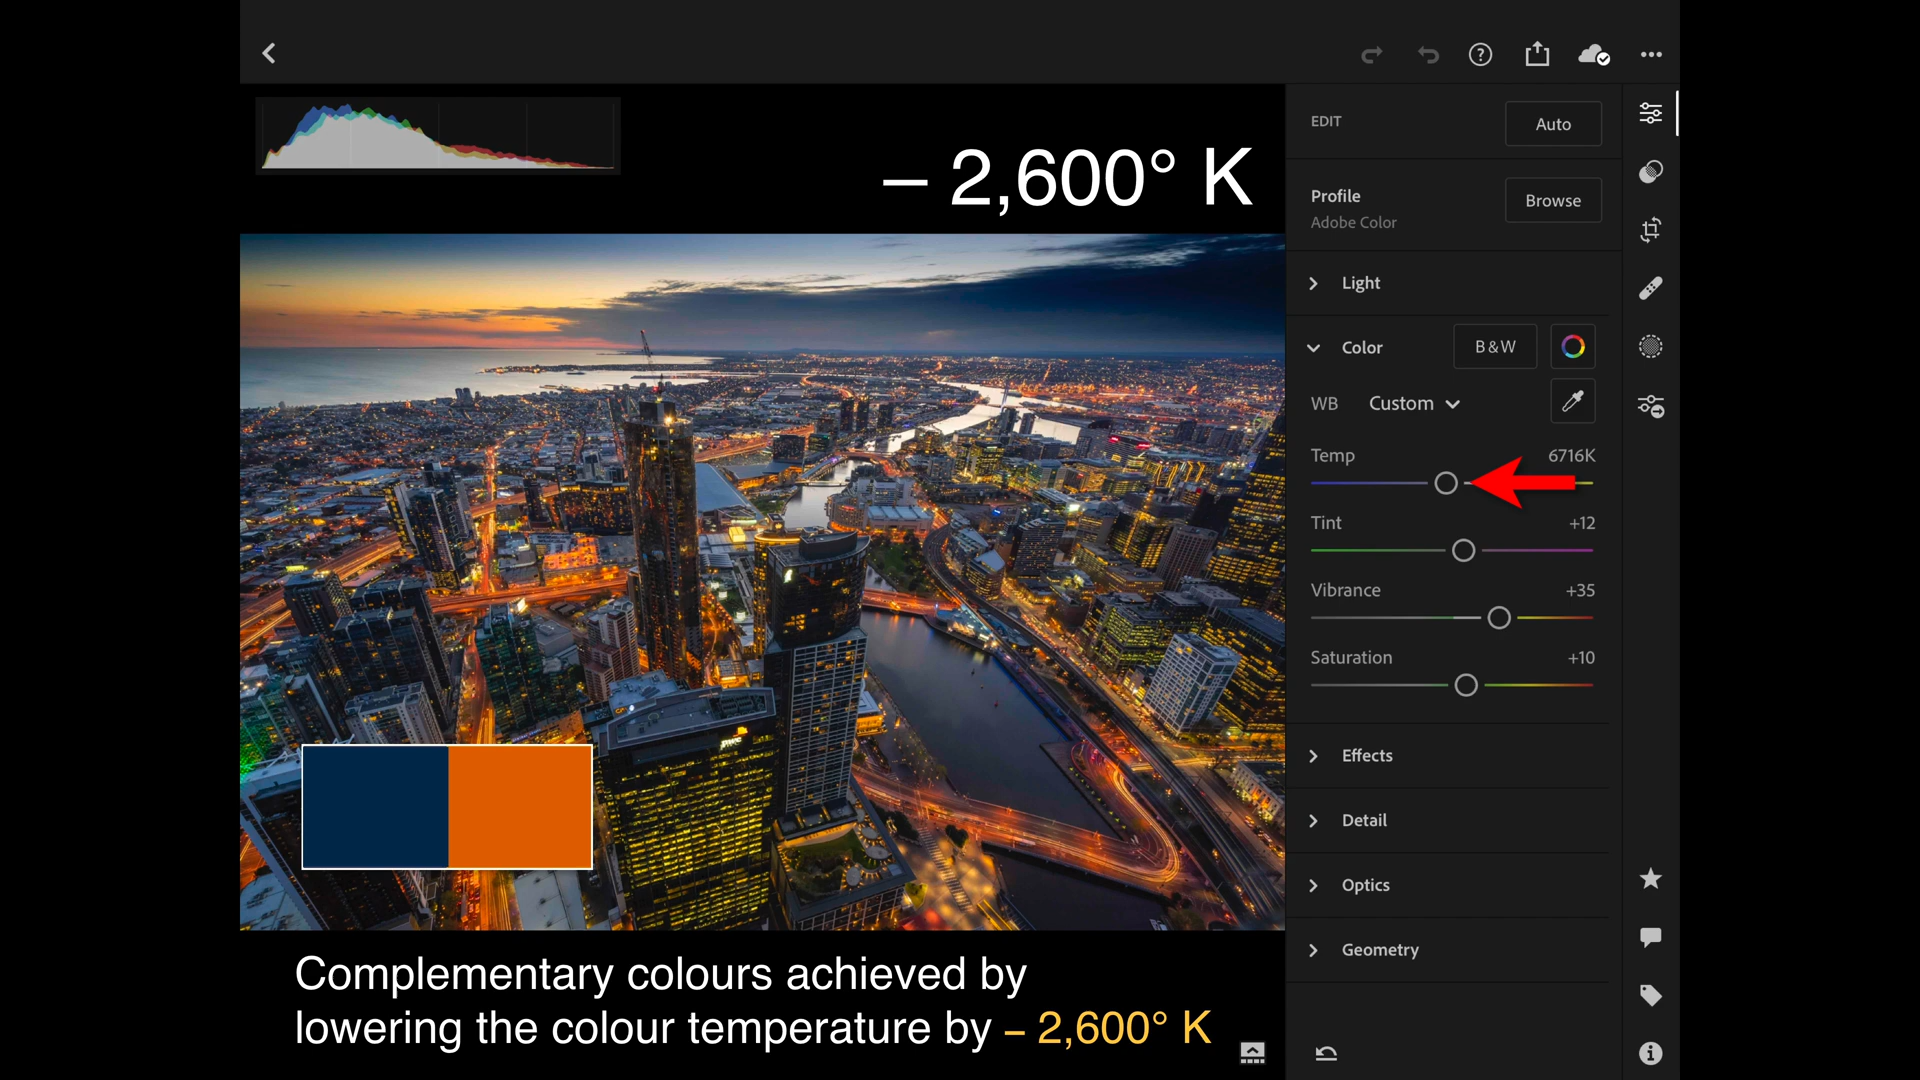 – 2,600° K
EDIT
Auto
Profile
Adobe Color
Browse
Light
Color
B&W
WB
Custom
Temp
6716K
Tint
+12
Vibrance
+35
Saturation
+10
Effects
Detail
Optics
Geometry
pwc
Complementary colours achieved by
lowering the colour temperature by – 2,600° K